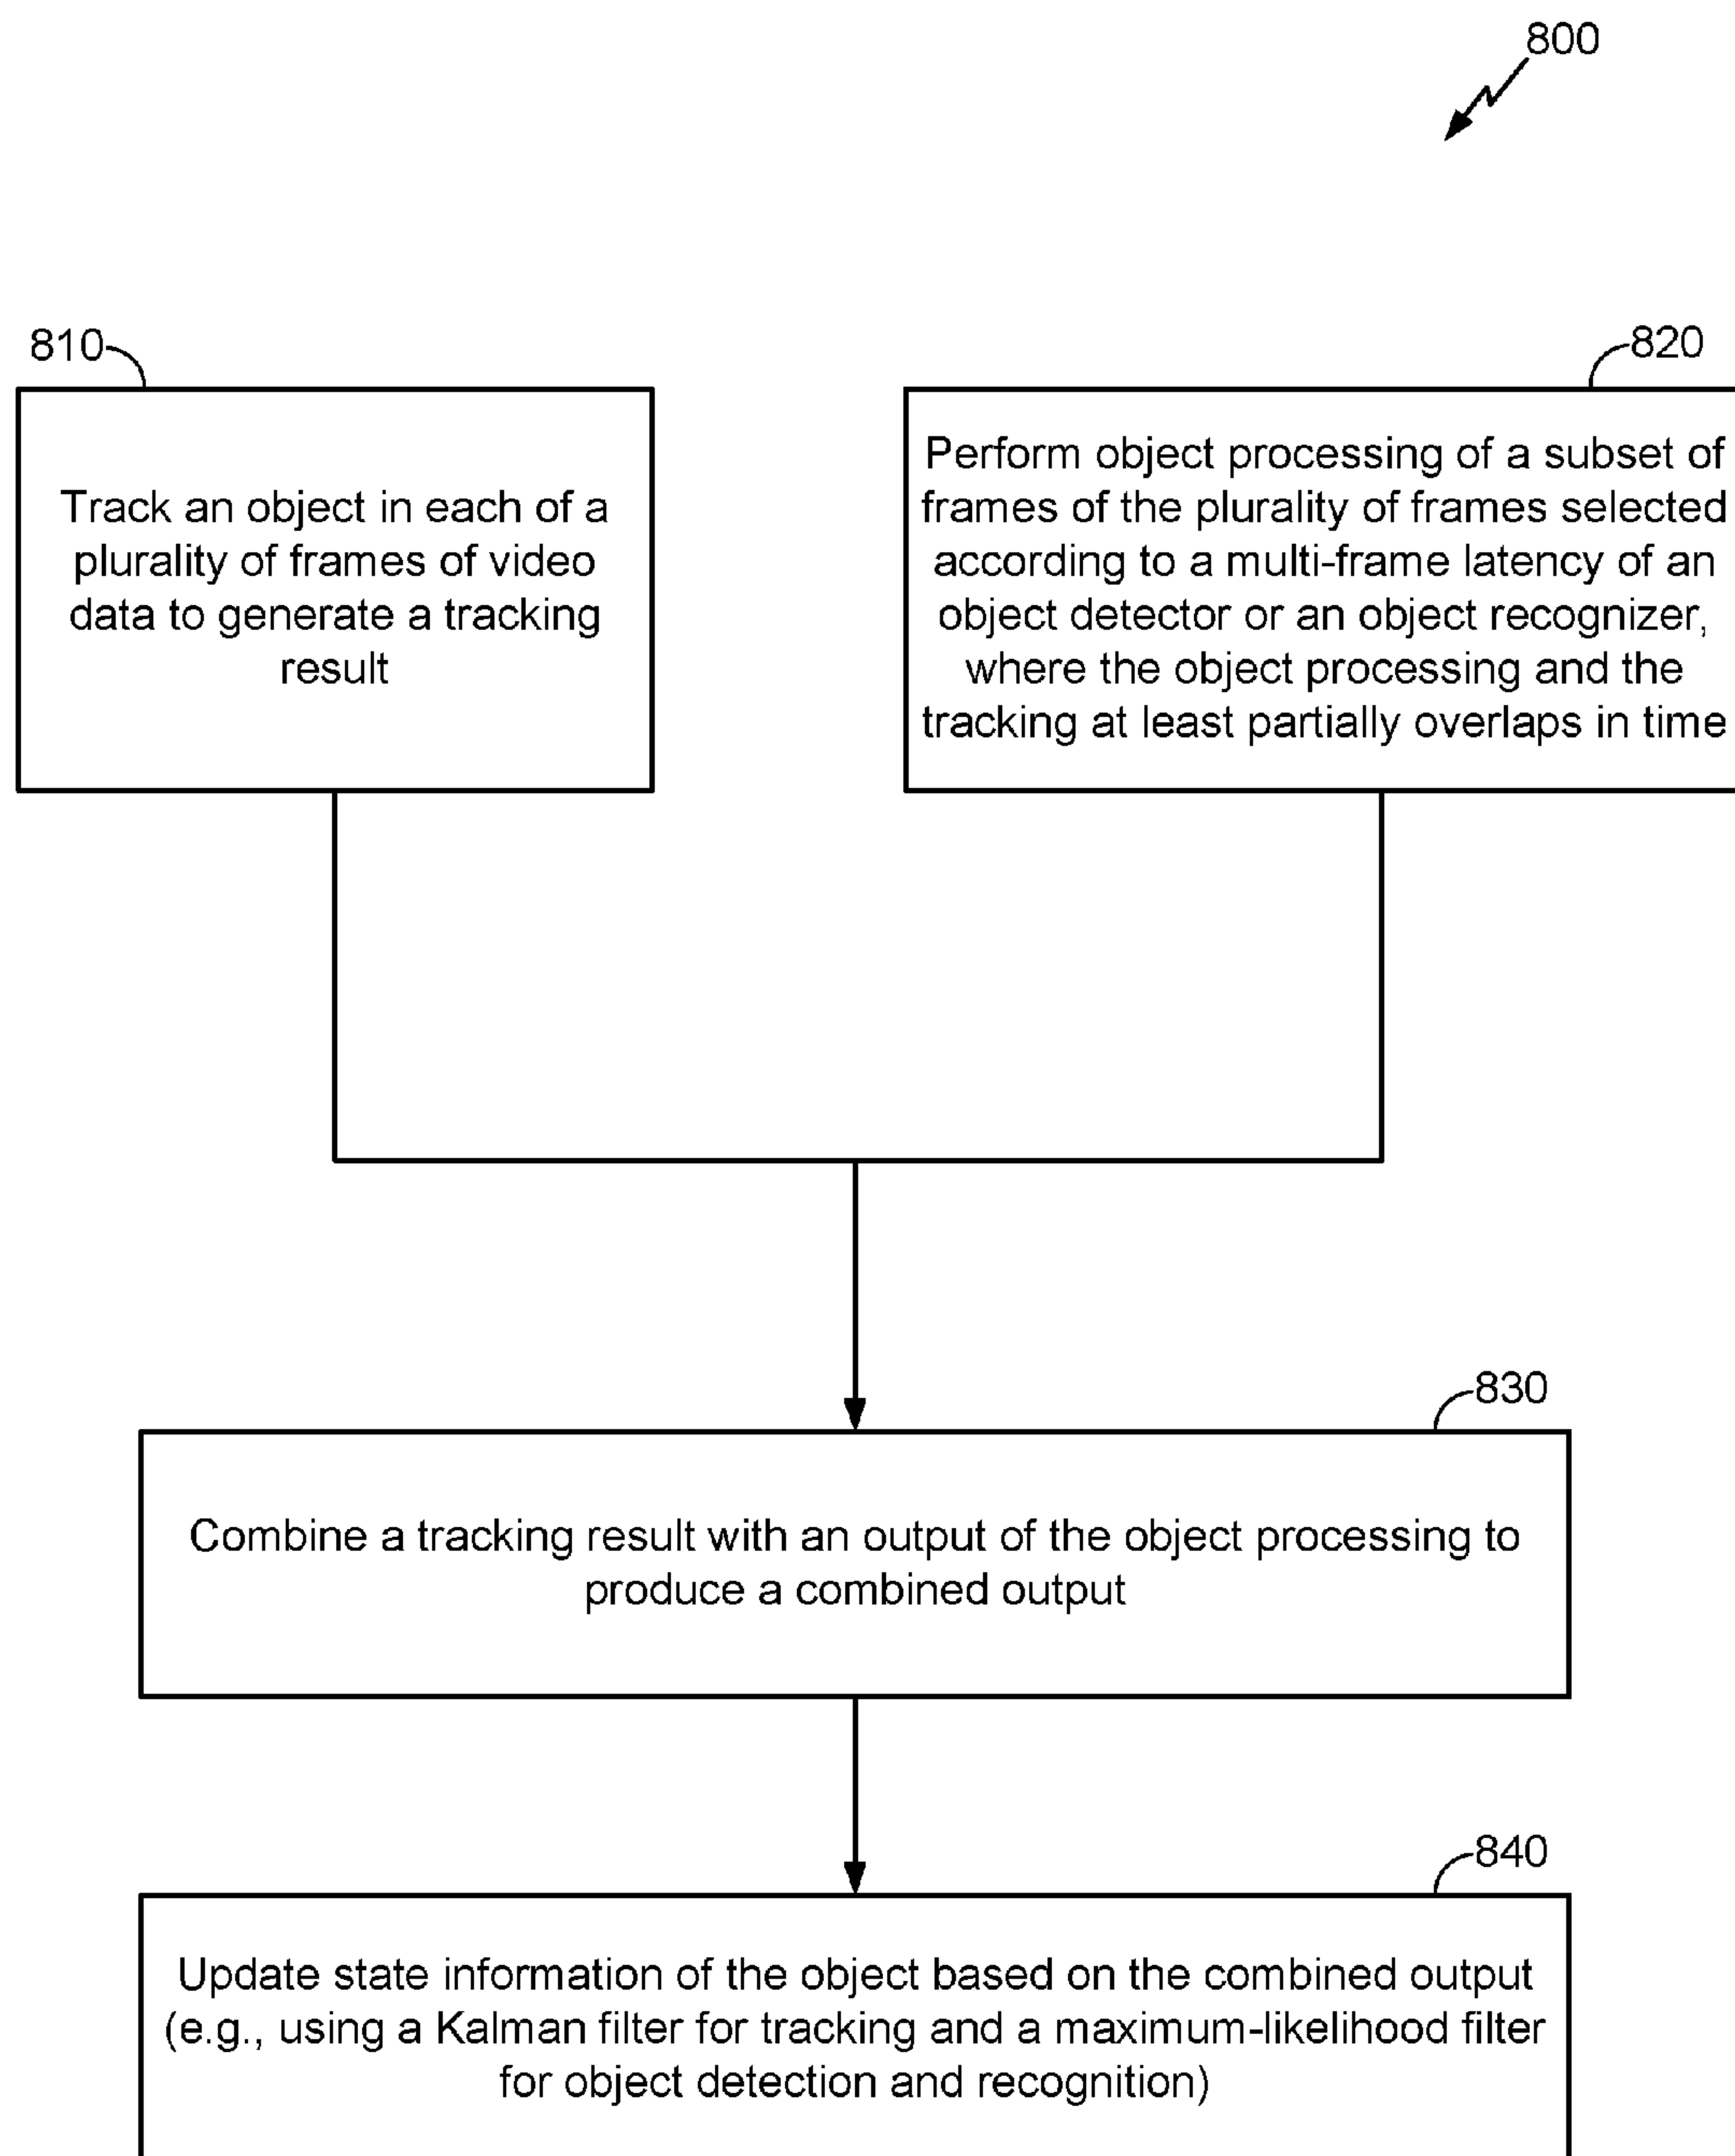 800
810
Track an object in each of a
plurality of frames of video
data to generate a tracking
result
820
Perform object processing of a subset of
frames of the plurality of frames selected
according to a multi-frame latency of an
object detector or an object recognizer,
where the object processing and the
tracking at least partially overlaps in time
830
Combine a tracking result with an output of the object processing to
produce a combined output
840
Update state information of the object based on the combined output
(e.g., using a Kalman filter for tracking and a maximum-likelihood filter
for object detection and recognition)